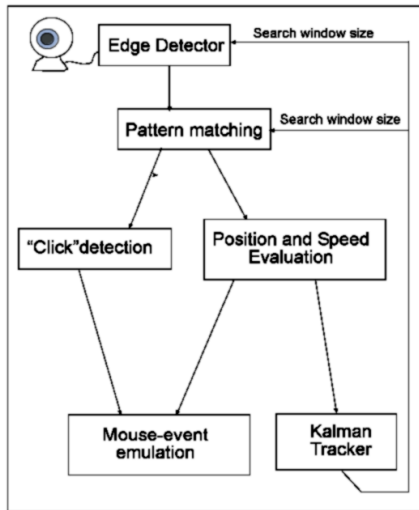 Search window size
Edge Detector
Search window size
Pattern matching
"Click"detection
Position and Speed
Evaluation
Mouse-event
emulation
Kalman
Tracker